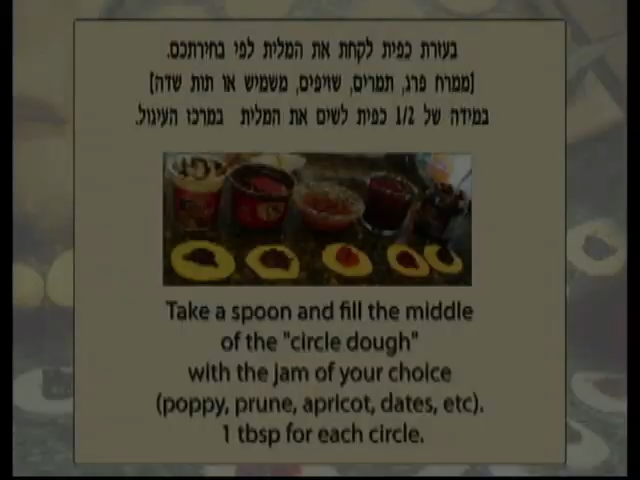 בעזרת כפית לקחת את המלית לפי בחירתכם.
[ממרח פרג, תמרים, שזיפים, משמיש או תות שדה]
במידה של 1/2 כפית לשים את המלית במרכז העיגול.
Take a spoon and fill the middle
of the "circle dough"
with the jam of your choice
(poppy, prune, apricot, dates, etc).
1 tbsp for each circle.